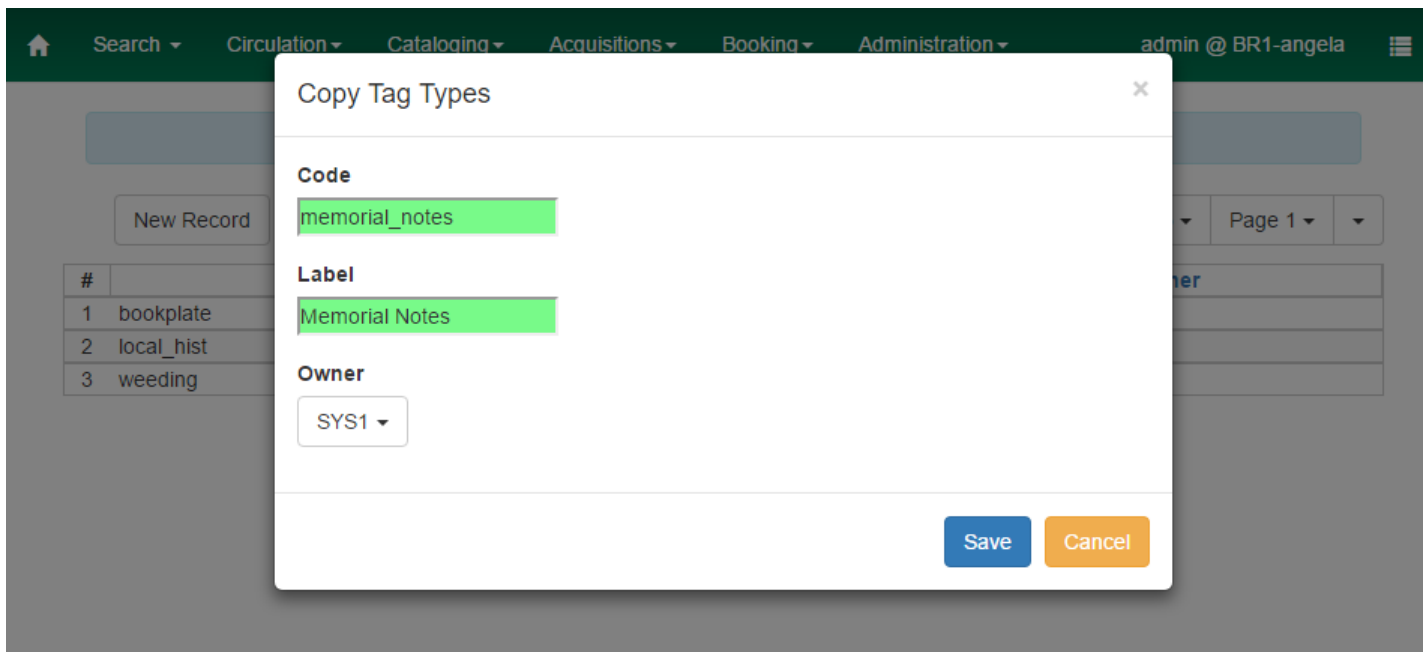 Search Circulation Cataloging Acquisitions Booking Administration admin @ BR1-angela
Copy Tag Types ×
Code
New Record memorial_notes Page 1
# Label
1 bookplate Memorial Notes
2 local_hist
3 weeding Owner
SYS1
Save Cancel